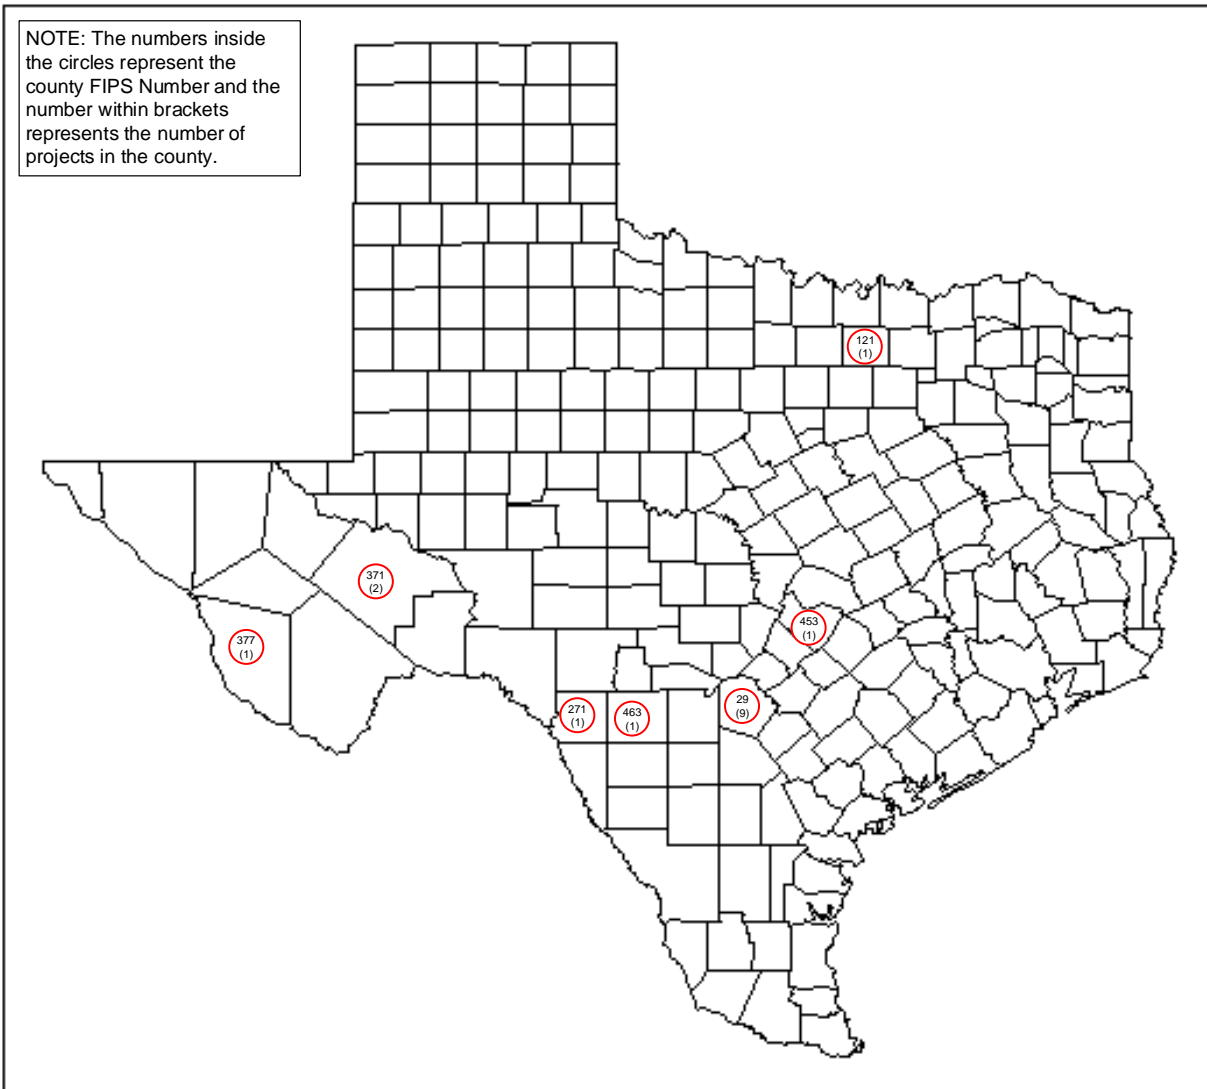 NOTE: The numbers inside
the circles represent the
county FIPS Number and the
number within brackets
represents the number of
projects in the county.
121
(1)
371
(2)
453
(1)
377
(1)
29
(9)
271
(1)
463
(1)